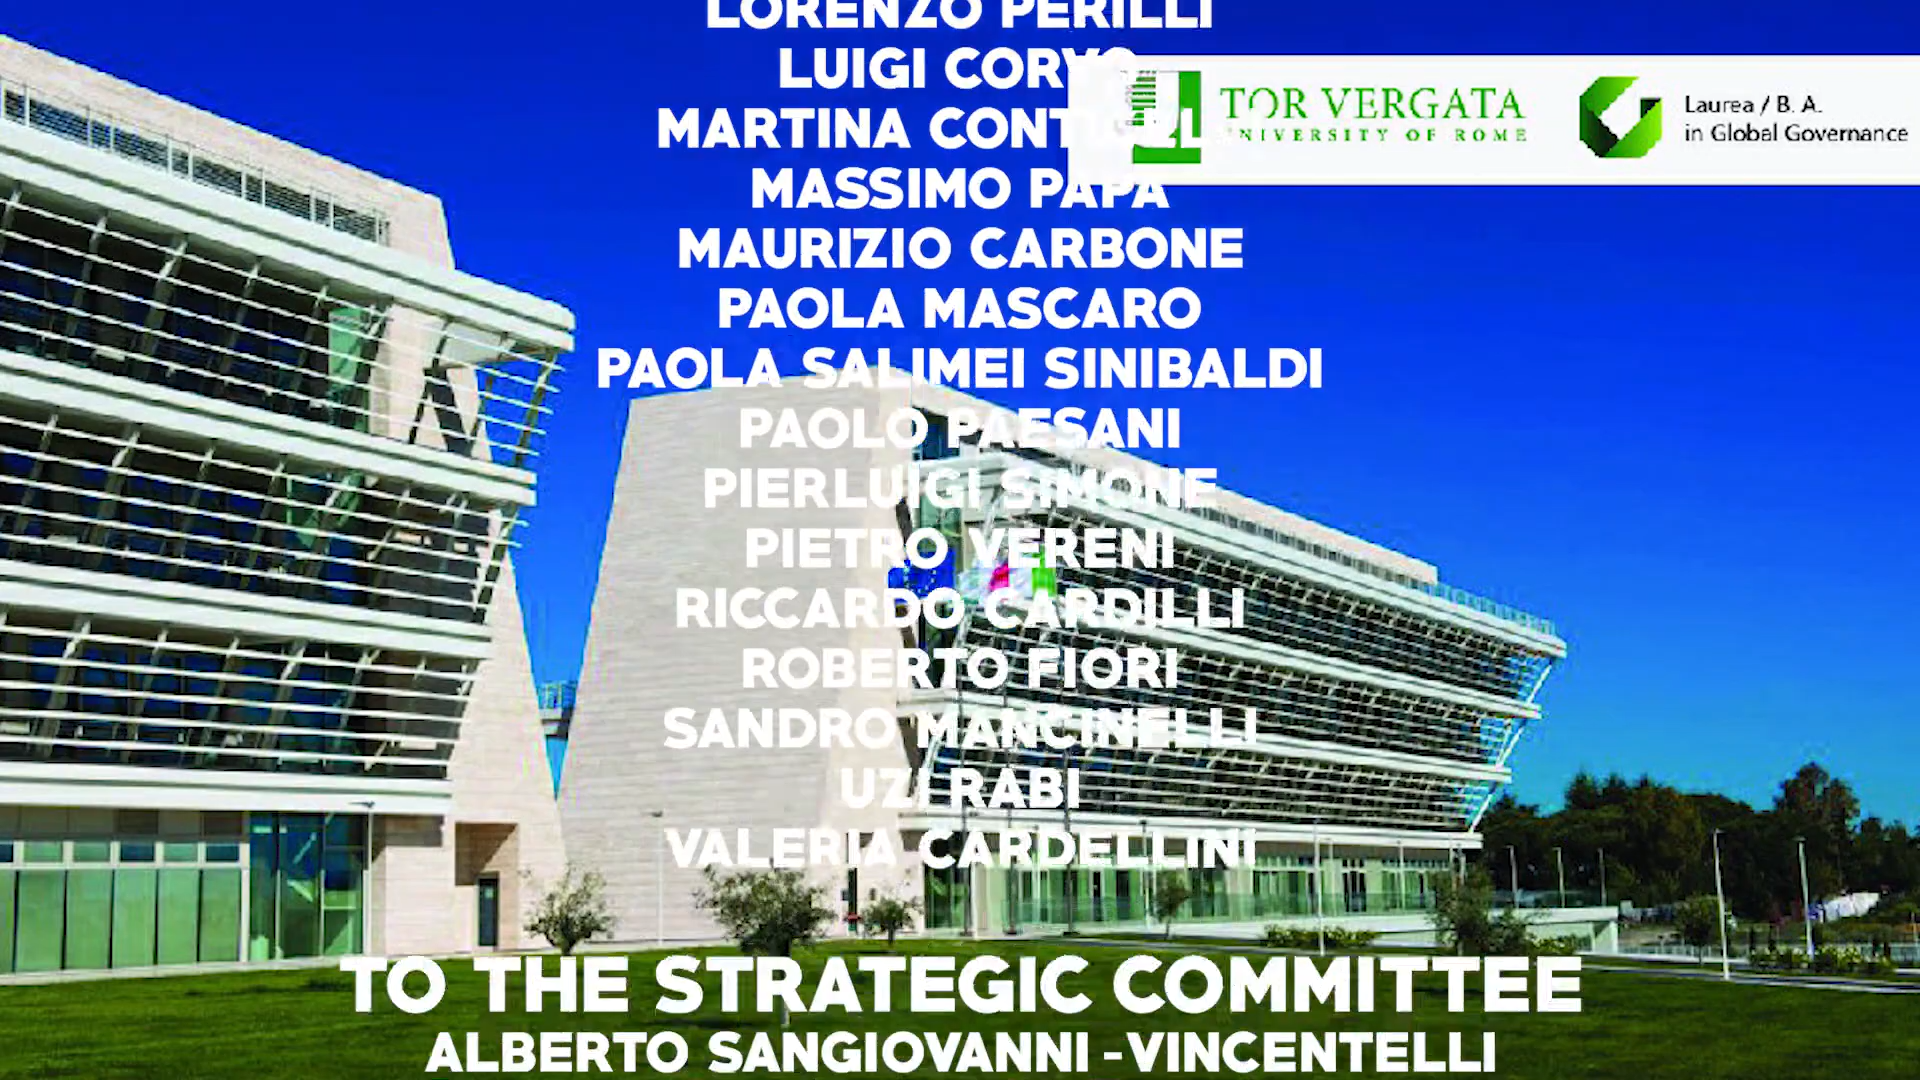 LORENZO PERILLI
LUIGI CORVO
MARTINA
MASSIMO PAPA
MAURIZIO CARBONE
PAOLA MASCARO
PAOLA SALIMEI SINIBALDI
PAOLO PAESANI
PIERLUIGI SIMONE
PIETRO VERENI
RICCARDO CARDILLI
ROBERTO FIORI
SANDRO MANCINELLI
UZI RABI
VALERIA CARDELLINI
TO THE STRATEGIC COMMITTEE
ALBERTO SANGIOVANNI -VINCENTELLI
TOR VERGATA
UNIVERSITY OF ROME
Laurea / B. A.
in Global Governance